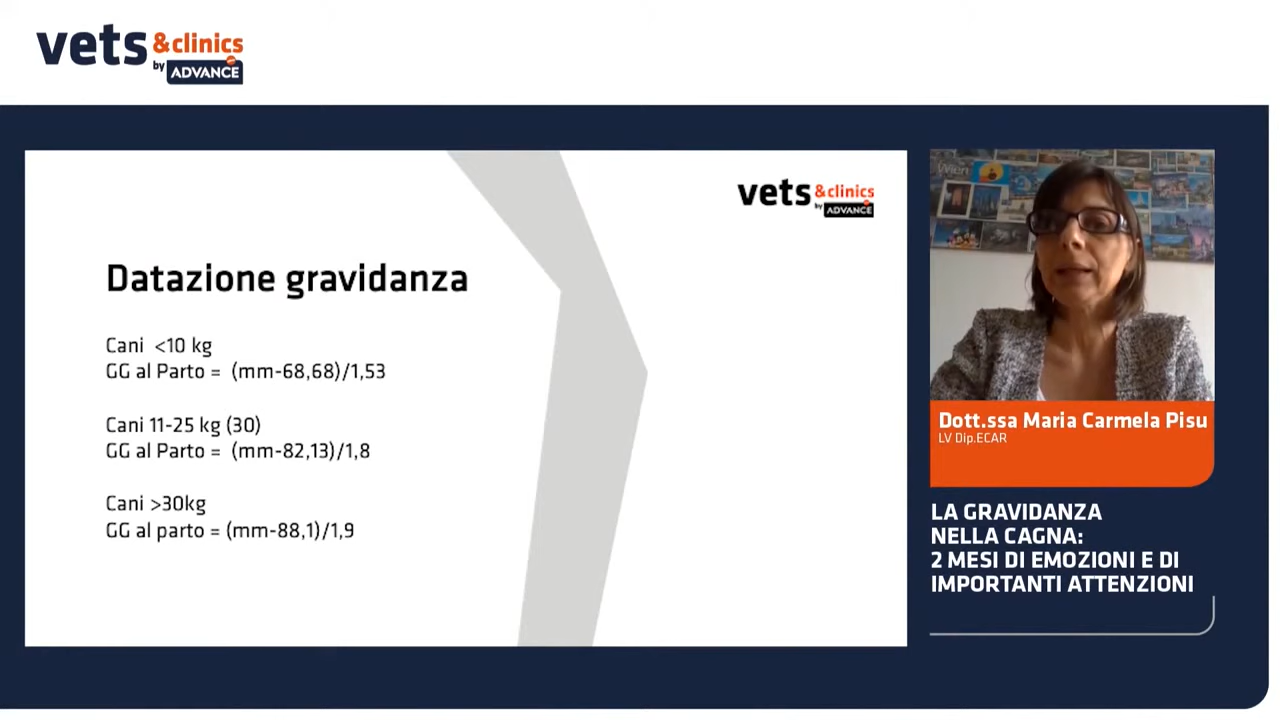 vets &clinics
by ADVANCE
vets &clinics
by ADVANCE
Datazione gravidanza
Cani <10 kg
GG al Parto = (mm-68,68)/1,53
Cani 11-25 kg (30)
GG al Parto = (mm-82,13)/1,8
Cani >30kg
GG al parto = (mm-88,1)/1,9
Wien
Dott.ssa Maria Carmela Pisu
LV Dip.ECAR
LA GRAVIDANZA
NELLA CAGNA:
2 MESI DI EMOZIONI E DI
IMPORTANTI ATTENZIONI